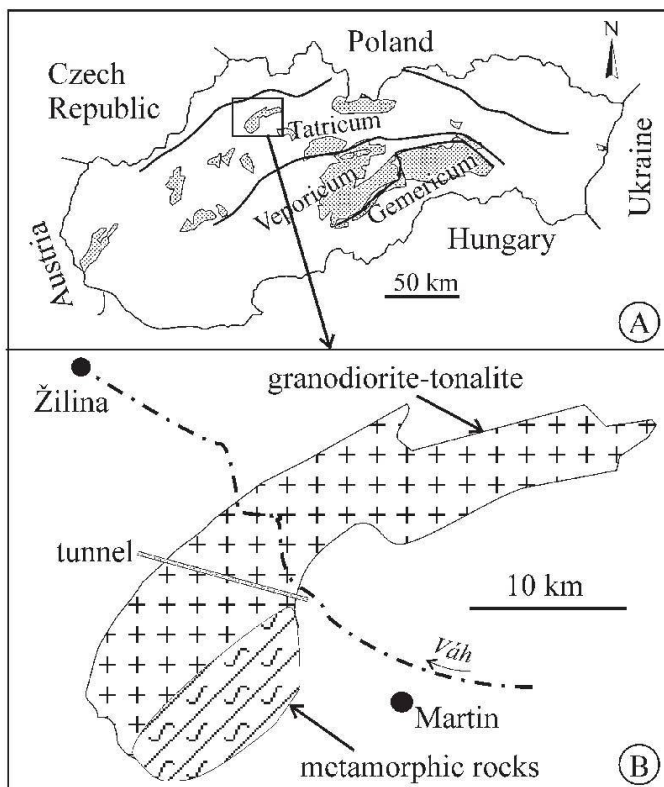 Poland
N
Czech
Republic
Tatricum
Ukraine
Veporicum
Gemericum
Hungary
Austria
50 km
A
granodiorite-tonalite
Žilina
tunnel
10 km
Váh
Martin
metamorphic rocks
B